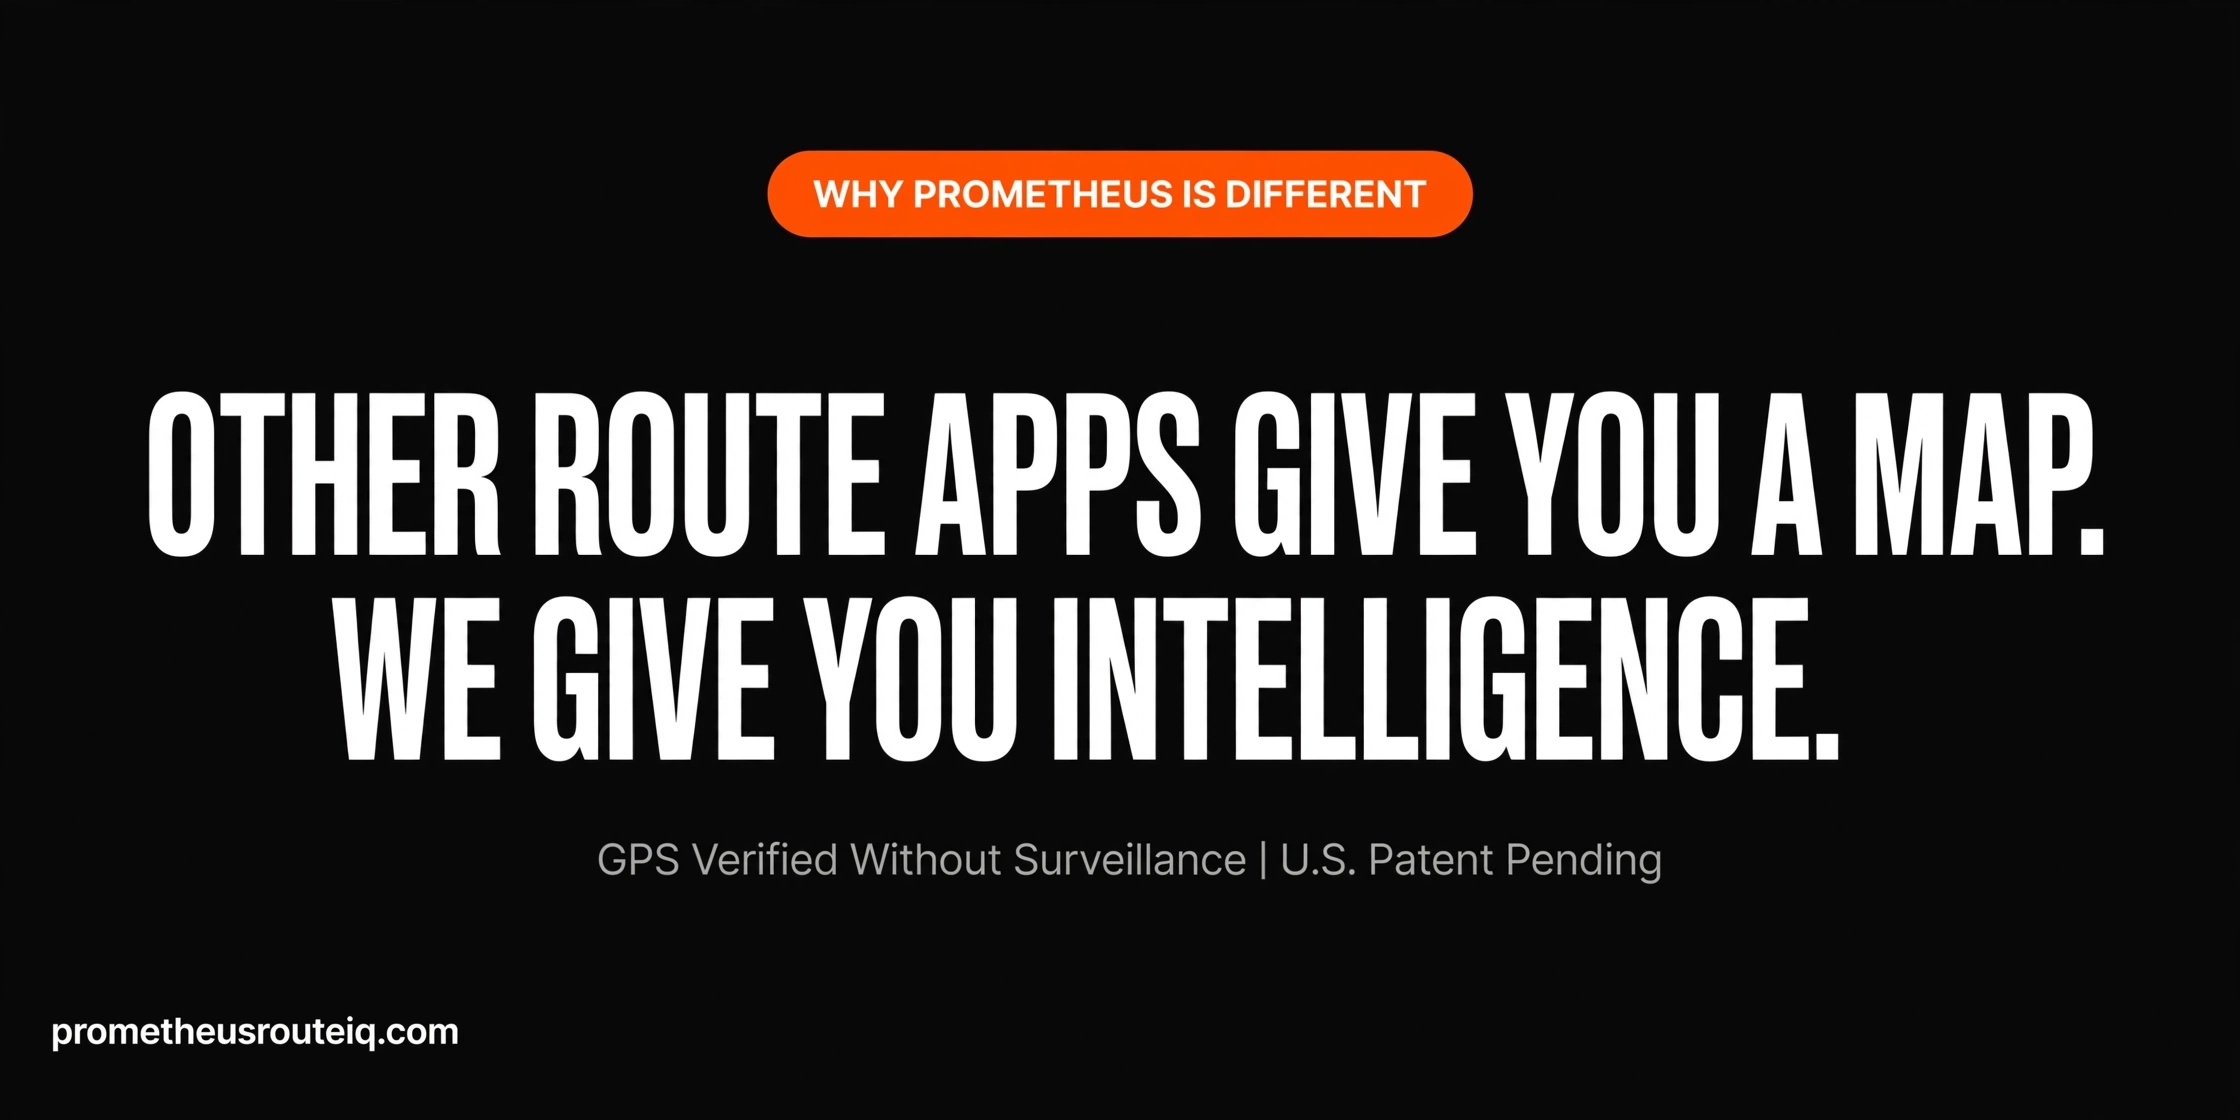 WHY PROMETHEUS IS DIFFERENT
OTHER ROUTE APPS GIVE YOU A MAP.
WE GIVE YOU INTELLIGENCE.
GPS Verified Without Surveillance | U.S. Patent Pending
prometheusrouteiq.com